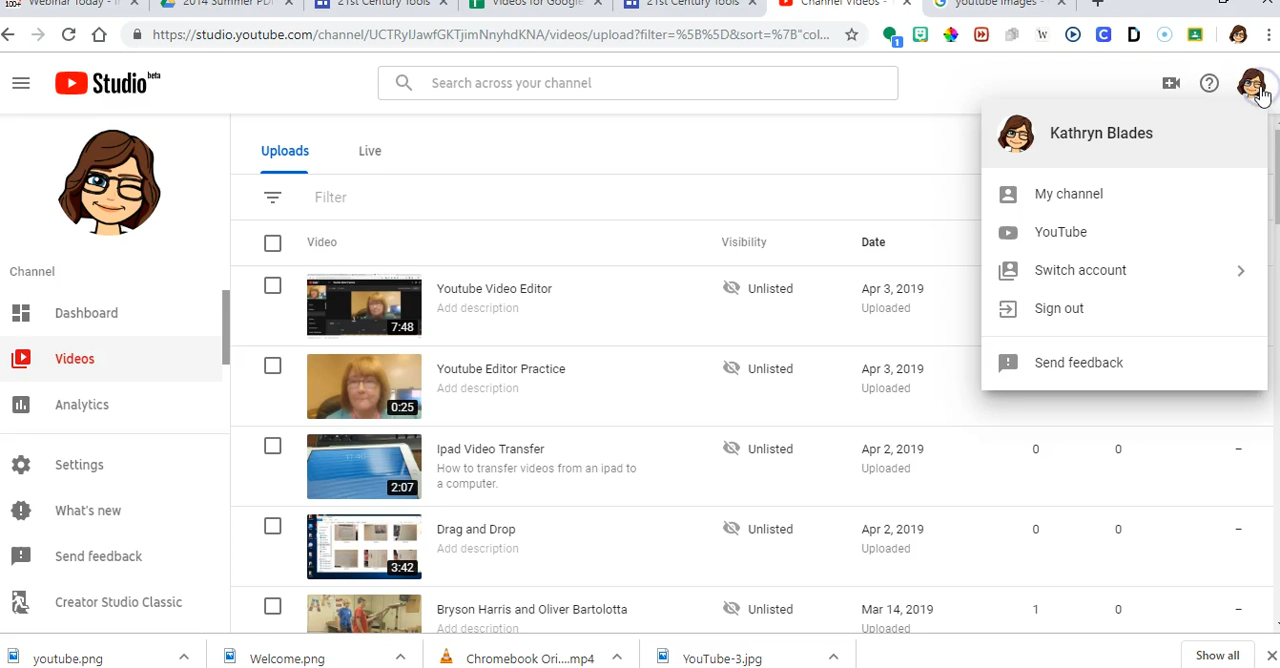 Webinar Today -
2014 Summer
21st Century Tools
Videos for Google
21st Century Tools
Channel Videos -
youtube images -
https://studio.youtube.com/channel/UCTRyIJawfGKTjimNnyhdKNA/videos/upload?filter=%5B%5D&sort=%7B"col...
Studio beta
Search across your channel
Kathryn Blades
My channel
YouTube
Switch account
Sign out
Send feedback
Channel
Dashboard
Videos
Analytics
Settings
What's new
Send feedback
Creator Studio Classic
Uploads Live
Filter
Video Visibility Date
Youtube Video Editor Unlisted Apr 3, 2019
Add description Uploaded
7:48
Youtube Editor Practice Unlisted Apr 3, 2019
Add description Uploaded
0:25
Ipad Video Transfer Unlisted Apr 2, 2019 0 0 –
How to transfer videos from an ipad to Uploaded
a computer.
2:07
Drag and Drop Unlisted Apr 2, 2019 0 0 –
Add description Uploaded
3:42
Bryson Harris and Oliver Bartolotta Unlisted Mar 14, 2019 1 0 –
Add description Uploaded
youtube.png Welcome.png Chromebook Ori....mp4 YouTube-3.jpg Show all